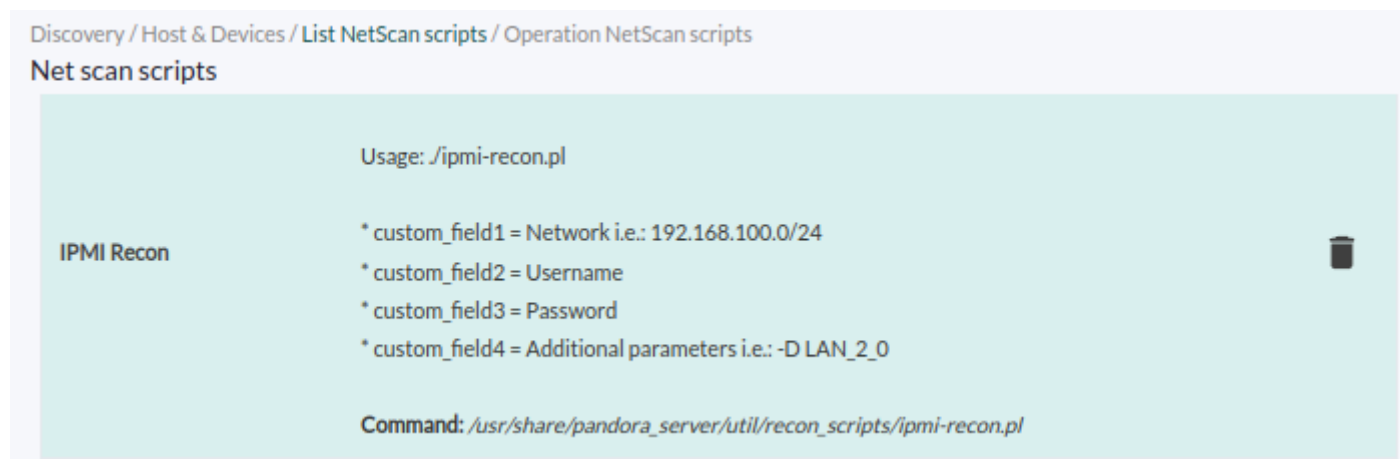 Discovery / Host & Devices / List NetScan scripts / Operation NetScan scripts
Net scan scripts
Usage: ./ipmi-recon.pl
IPMI Recon
* custom_field1 = Network i.e.: 192.168.100.0/24
* custom_field2 = Username
* custom_field3 = Password
* custom_field4 = Additional parameters i.e.: -D LAN_2_0
Command: /usr/share/pandora_server/util/recon_scripts/ipmi-recon.pl